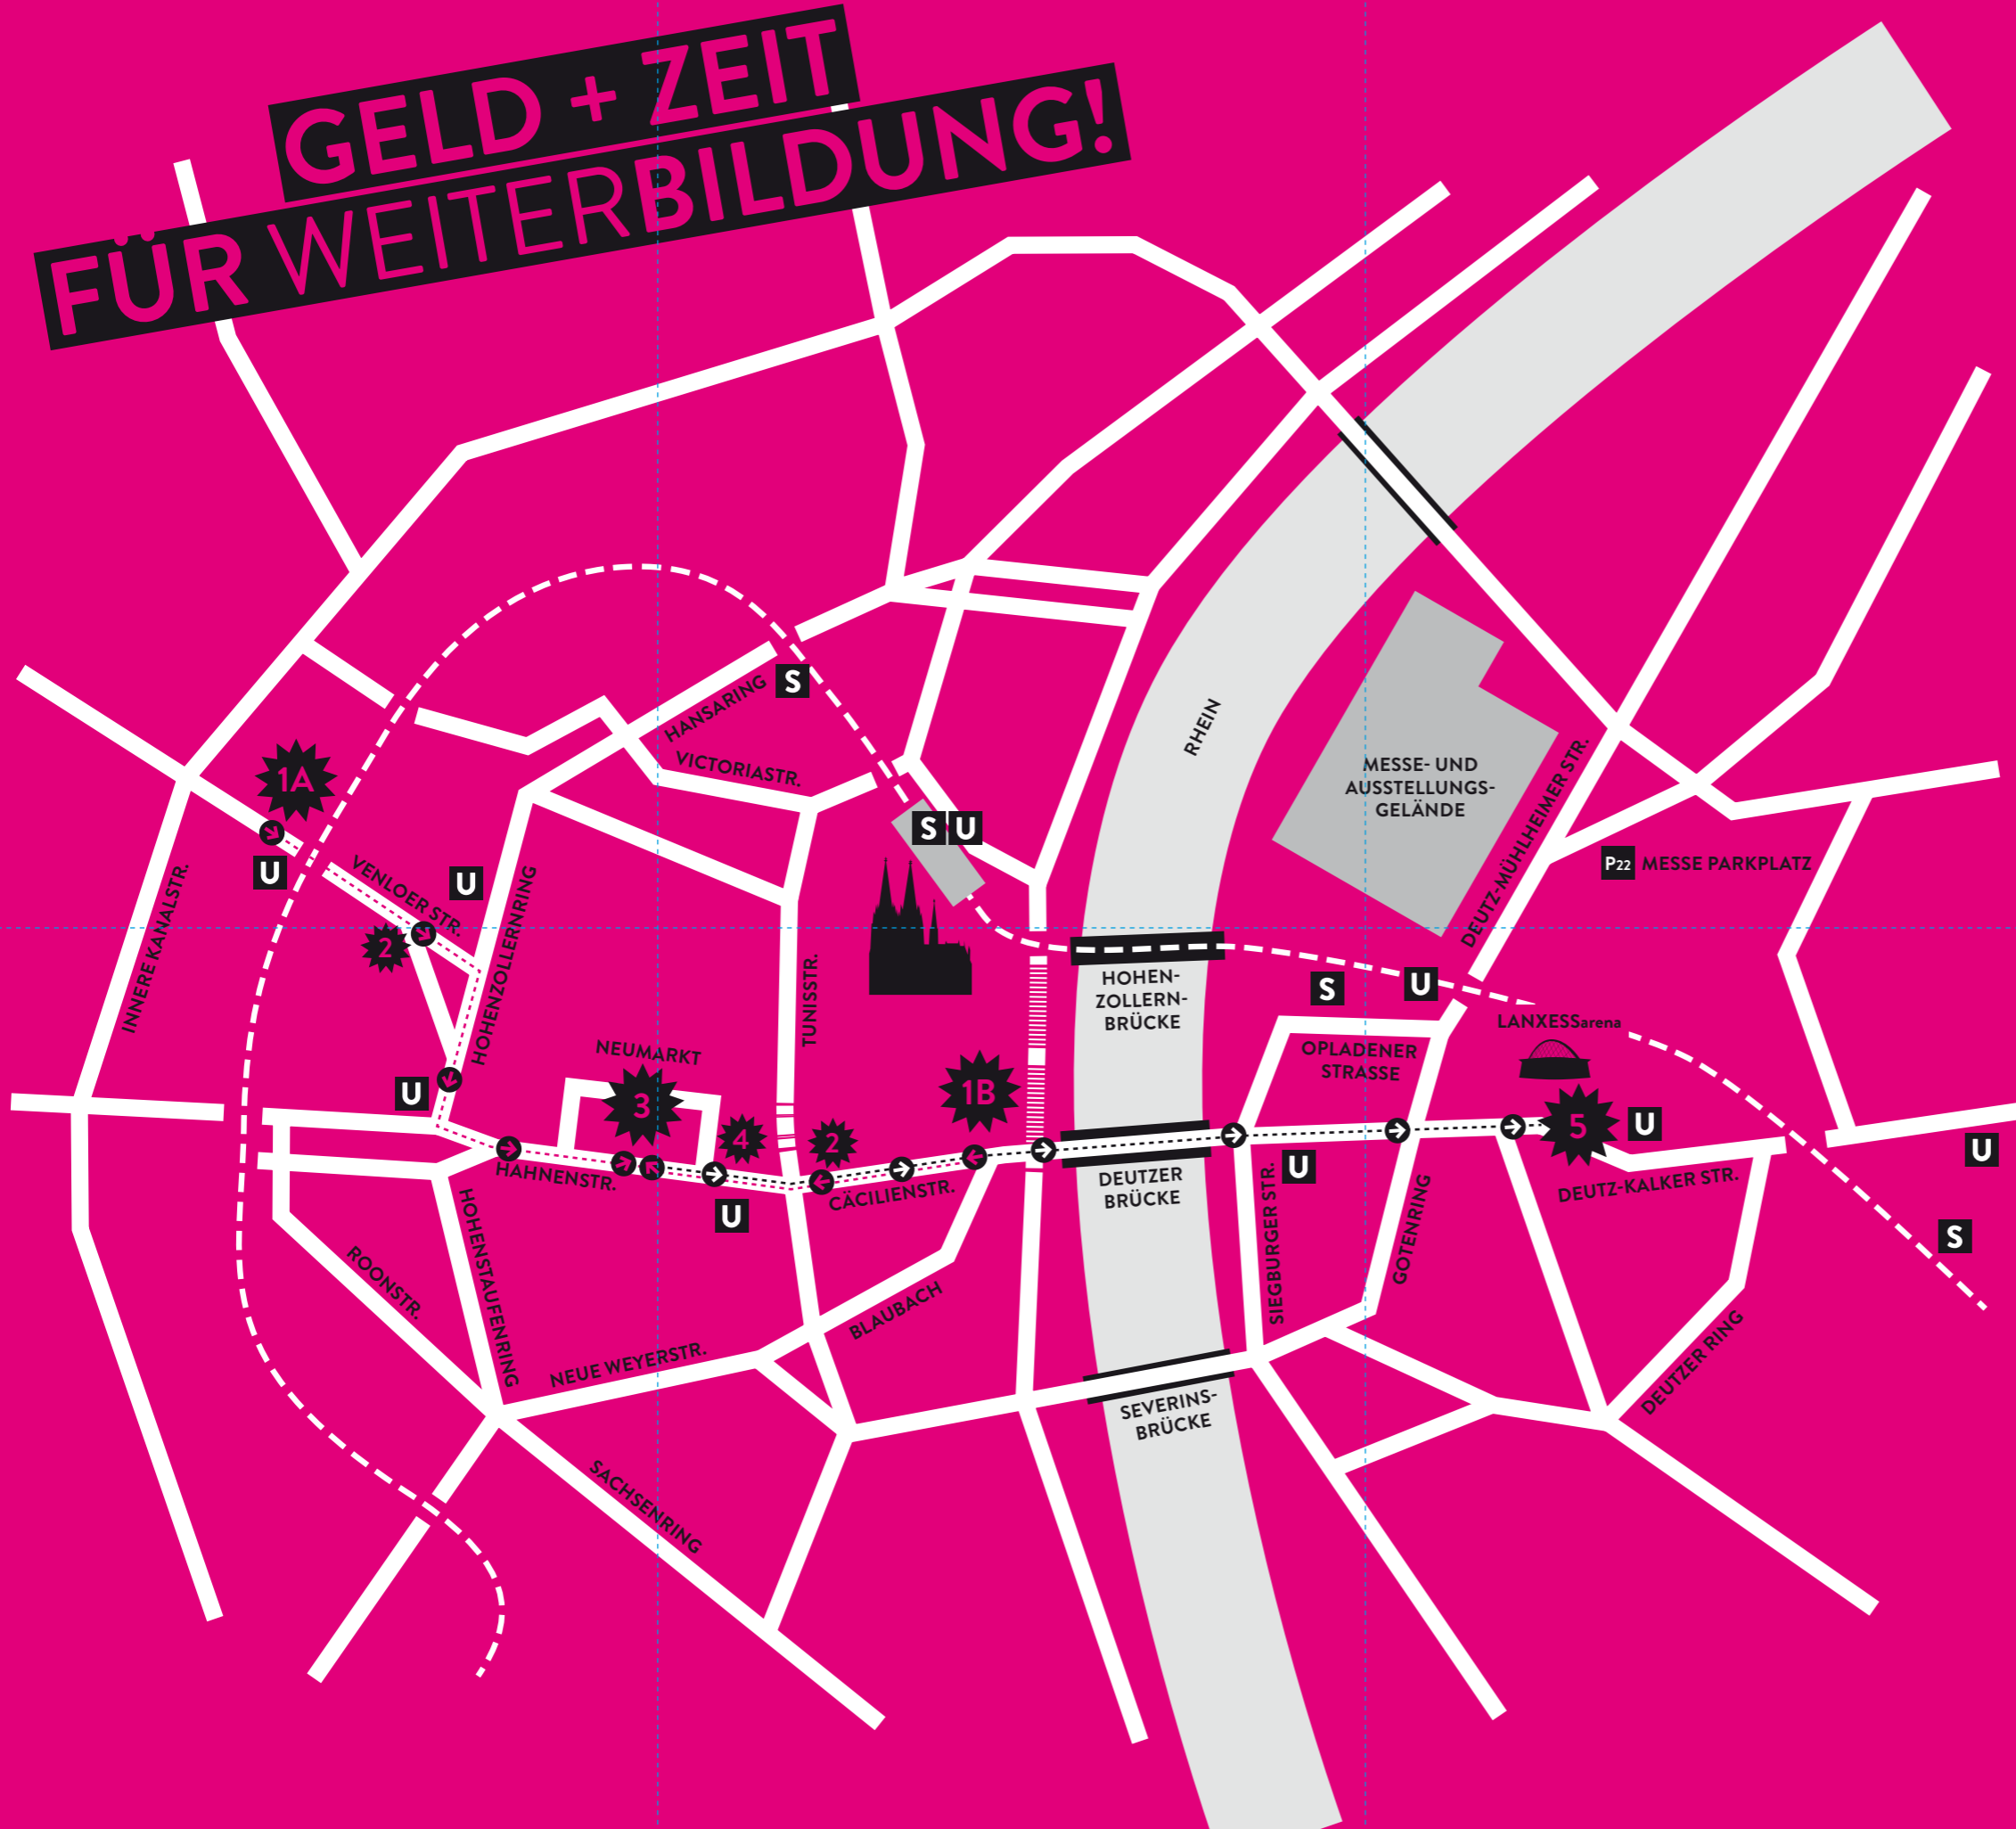 GELD + ZEIT
FÜR WEITERBILDUNG!
RHEIN
HANSARING
S
VICTORIASTR.
1A
U
VENLOER STR.
U
2
INNERE KANALSTR.
HOHENZOLLERNRING
U
S U
TUNISSTR.
MESSE- UND
AUSSTELLUNGS-
GELÄNDE
DEUTZ-MÜHLHEIMER STR.
P22 MESSE PARKPLATZ
HOHEN-
ZOLLERN-
BRÜCKE
S
U
LANXESSarena
OPLADENER
STRASSE
NEUMARKT
3
4
2
1B
5
U
U
HAHNENSTR.
U
CÄCILIENSTR.
DEUTZER
BRÜCKE
U
DEUTZ-KALKER STR.
S
HOHENSTAUFENRING
ROONSTR.
SIEGBURGER STR.
GOTENRING
BLAUBACH
NEUE WEYERSTR.
SEVERINS-
BRÜCKE
DEUTZER RING
SACHSENRING